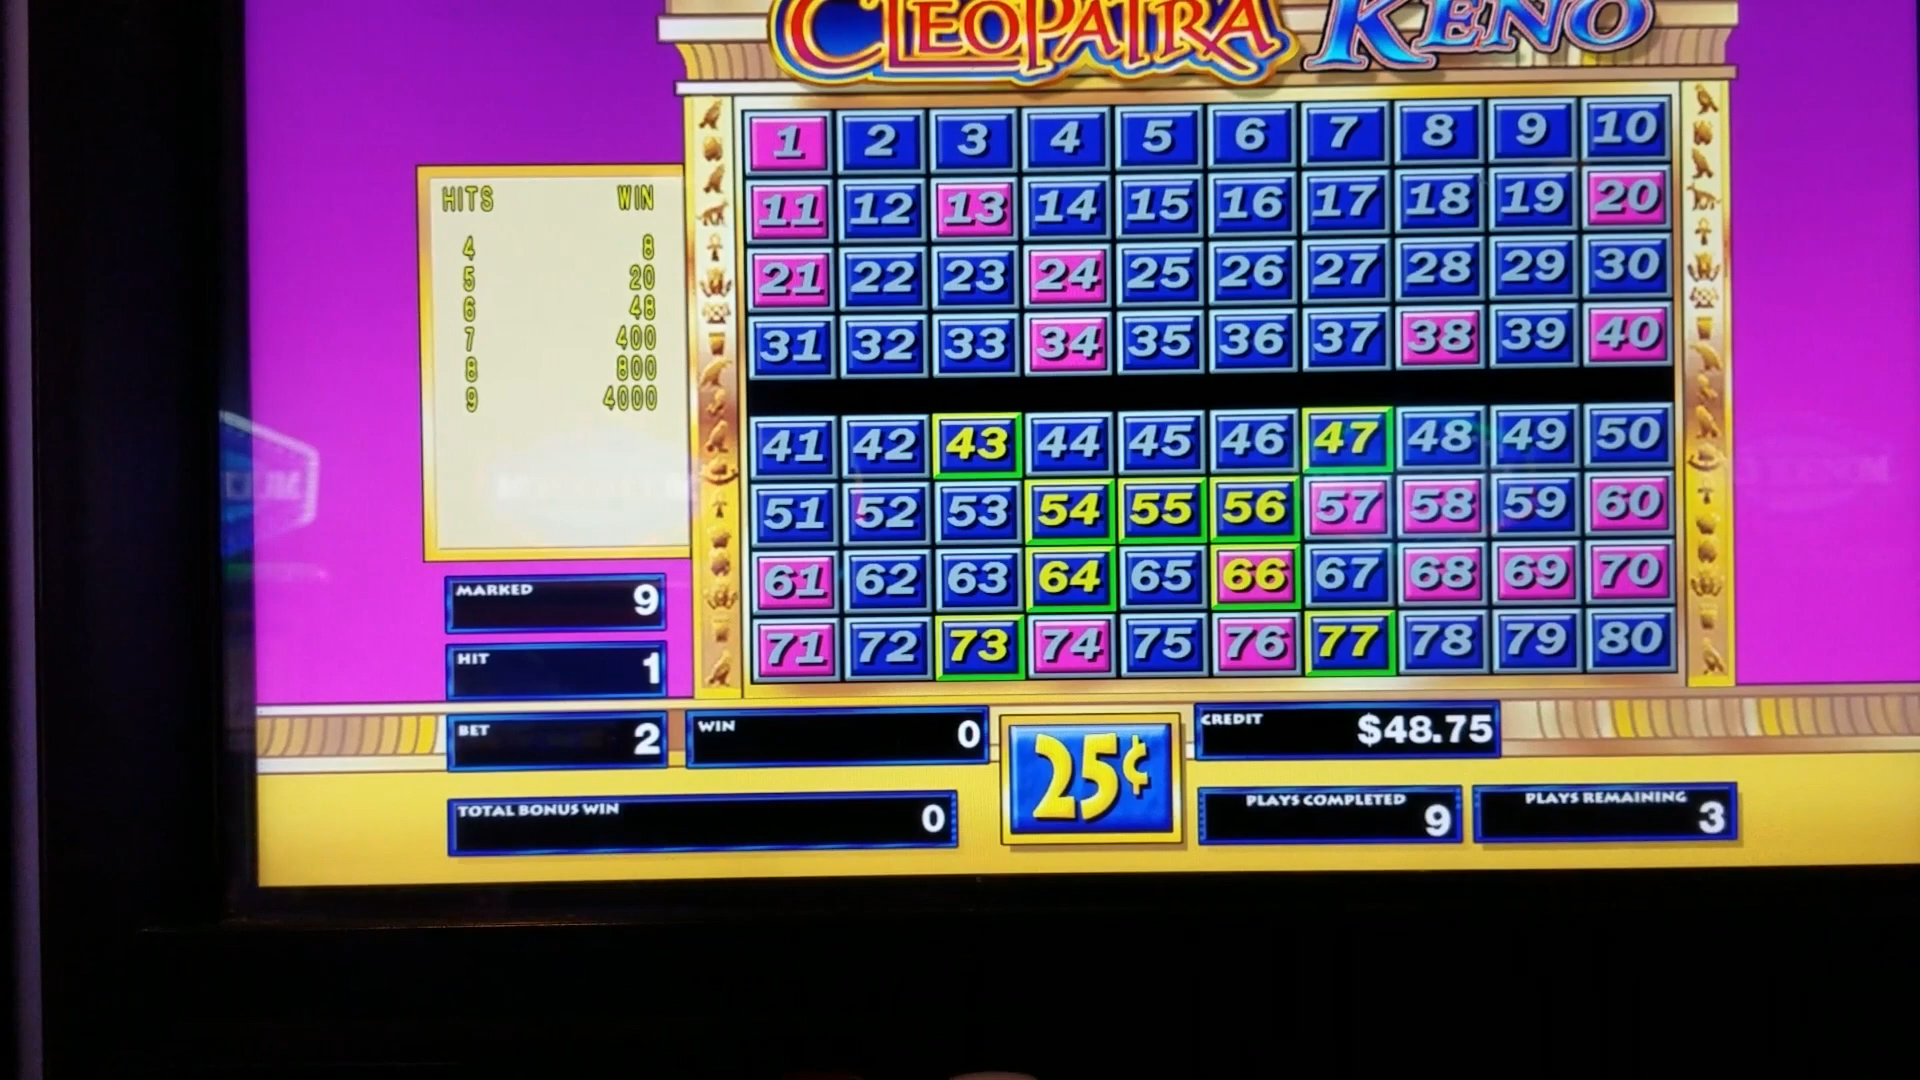 CLEOPATRA KENO
HITS WIN
4 8
5 20
6 48
7 400
8 800
9 4000
1 2 3 4 5 6 7 8 9 10
11 12 13 14 15 16 17 18 19 20
21 22 23 24 25 26 27 28 29 30
31 32 33 34 35 36 37 38 39 40
41 42 43 44 45 46 47 48 49 50
51 52 53 54 55 56 57 58 59 60
61 62 63 64 65 66 67 68 69 70
71 72 73 74 75 76 77 78 79 80
MARKED 9
HIT 1
BET 2
WIN 0
25¢
CREDIT $48.75
TOTAL BONUS WIN 0
PLAYS COMPLETED 9
PLAYS REMAINING 3